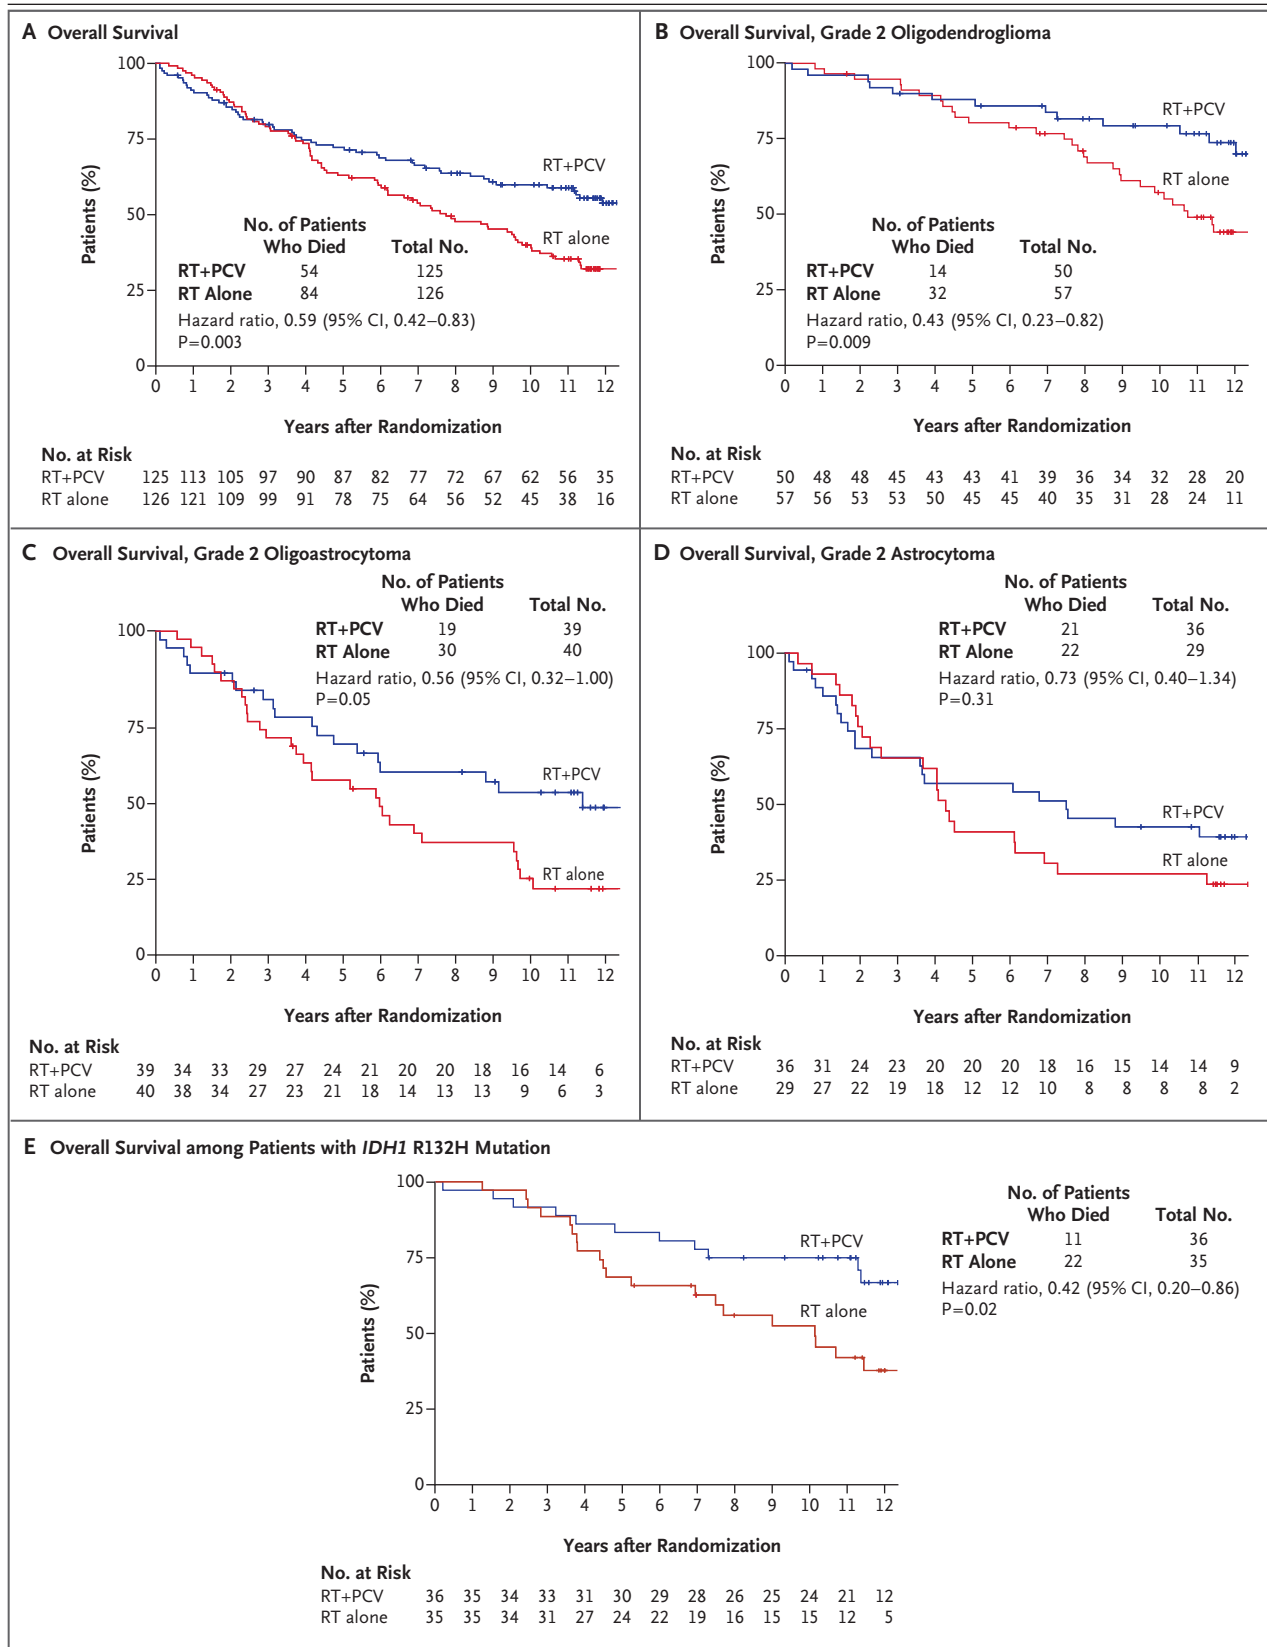 A Overall Survival
Patients (%)
100
75
50
25
0
RT+PCV
RT alone
No. of Patients
Who Died Total No.
RT+PCV 54 125
RT Alone 84 126
Hazard ratio, 0.59 (95% CI, 0.42–0.83)
P=0.003
0 1 2 3 4 5 6 7 8 9 10 11 12
Years after Randomization
No. at Risk
RT+PCV 125 113 105 97 90 87 82 77 72 67 62 56 35
RT alone 126 121 109 99 91 78 75 64 56 52 45 38 16
B Overall Survival, Grade 2 Oligodendroglioma
Patients (%)
100
75
50
25
0
RT+PCV
RT alone
No. of Patients
Who Died Total No.
RT+PCV 14 50
RT Alone 32 57
Hazard ratio, 0.43 (95% CI, 0.23–0.82)
P=0.009
0 1 2 3 4 5 6 7 8 9 10 11 12
Years after Randomization
No. at Risk
RT+PCV 50 48 48 45 43 43 41 39 36 34 32 28 20
RT alone 57 56 53 53 50 45 45 40 35 31 28 24 11
C Overall Survival, Grade 2 Oligoastrocytoma
No. of Patients
Who Died Total No.
RT+PCV 19 39
RT Alone 30 40
Hazard ratio, 0.56 (95% CI, 0.32–1.00)
P=0.05
Patients (%)
100
75
50
25
0
RT+PCV
RT alone
0 1 2 3 4 5 6 7 8 9 10 11 12
Years after Randomization
No. at Risk
RT+PCV 39 34 33 29 27 24 21 20 20 18 16 14 6
RT alone 40 38 34 27 23 21 18 14 13 13 9 6 3
D Overall Survival, Grade 2 Astrocytoma
No. of Patients
Who Died Total No.
RT+PCV 21 36
RT Alone 22 29
Hazard ratio, 0.73 (95% CI, 0.40–1.34)
P=0.31
Patients (%)
100
75
50
25
0
RT+PCV
RT alone
0 1 2 3 4 5 6 7 8 9 10 11 12
Years after Randomization
No. at Risk
RT+PCV 36 31 24 23 20 20 20 18 16 15 14 14 9
RT alone 29 27 22 19 18 12 12 10 8 8 8 8 2
E Overall Survival among Patients with IDH1 R132H Mutation
Patients (%)
100
75
50
25
0
RT+PCV
RT alone
No. of Patients
Who Died Total No.
RT+PCV 11 36
RT Alone 22 35
Hazard ratio, 0.42 (95% CI, 0.20–0.86)
P=0.02
0 1 2 3 4 5 6 7 8 9 10 11 12
Years after Randomization
No. at Risk
RT+PCV 36 35 34 33 31 30 29 28 26 25 24 21 12
RT alone 35 35 34 31 27 24 22 19 16 15 15 12 5